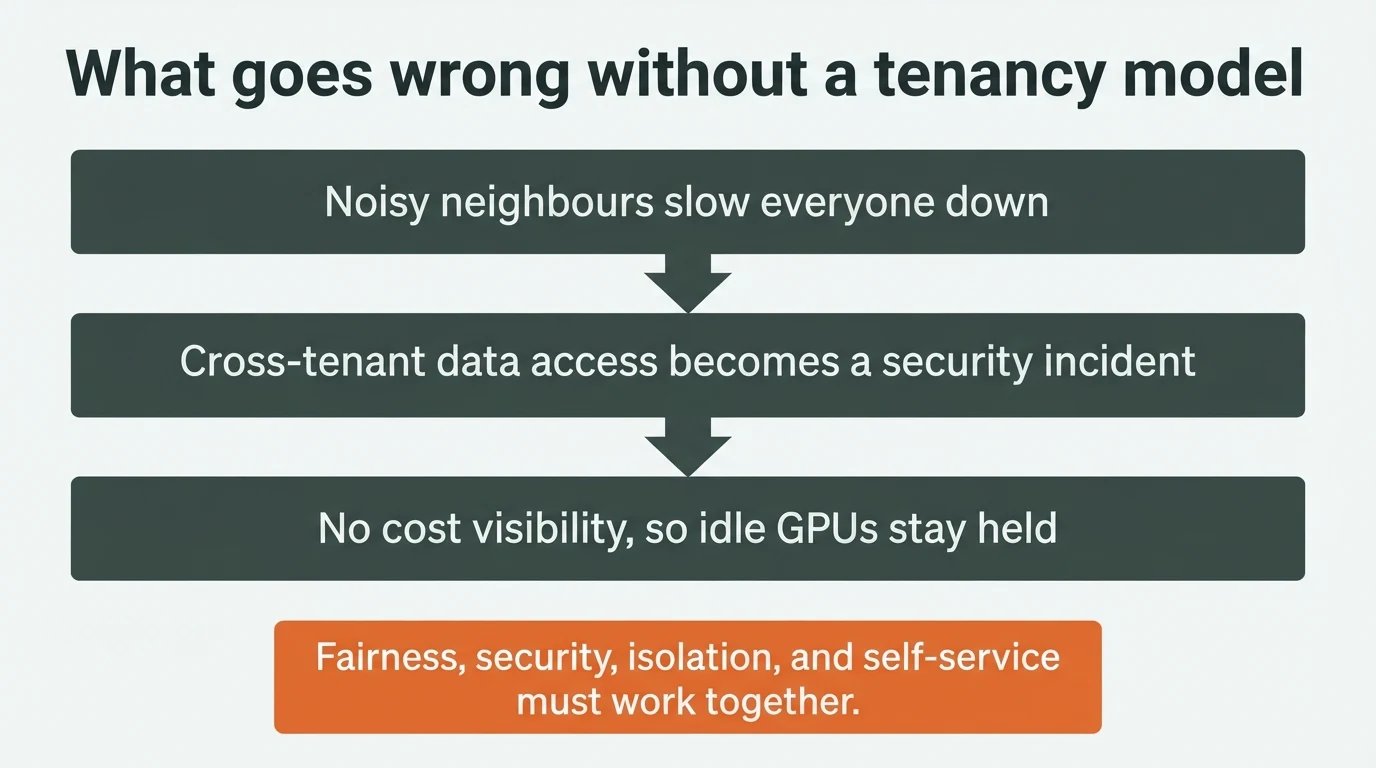 What goes wrong without a tenancy model
Noisy neighbours slow everyone down
Cross-tenant data access becomes a security incident
No cost visibility, so idle GPUs stay held
Fairness, security, isolation, and self-service
must work together.